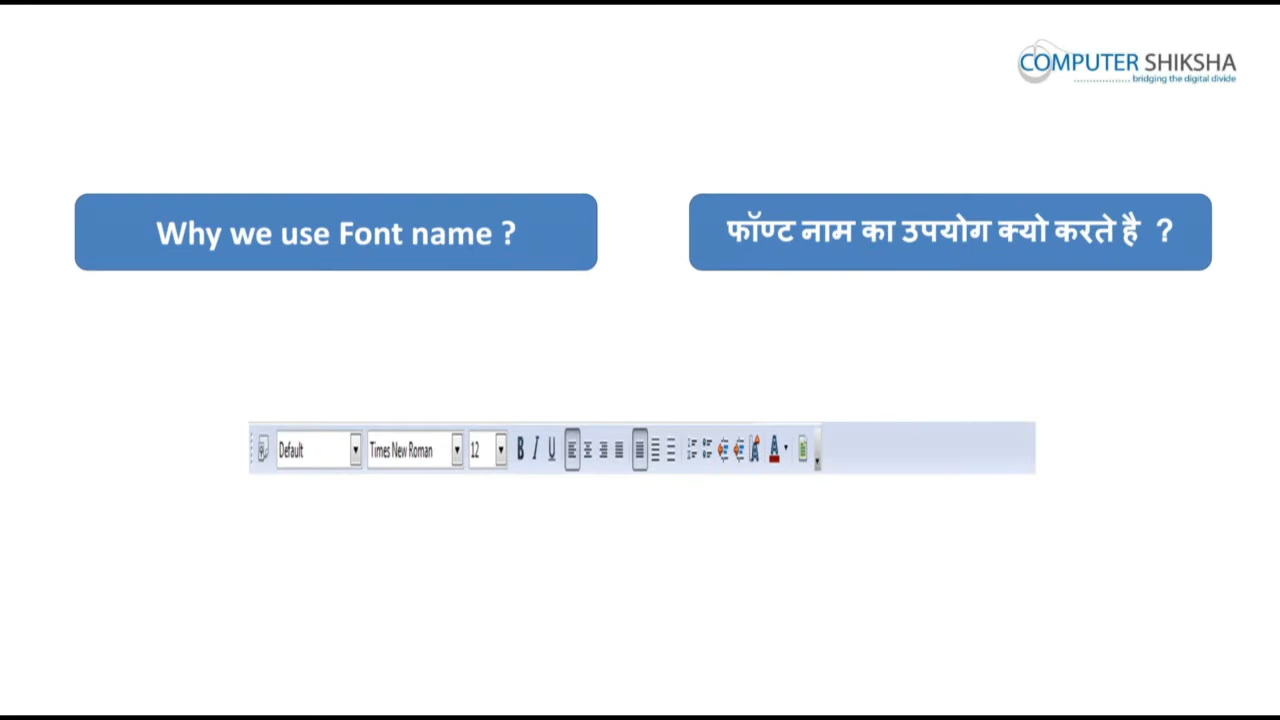 COMPUTER SHIKSHA
bridging the digital divide
Why we use Font name ?
फॉण्ट नाम का उपयोग क्यो करते है ?
Default Times New Roman 12 B I U A